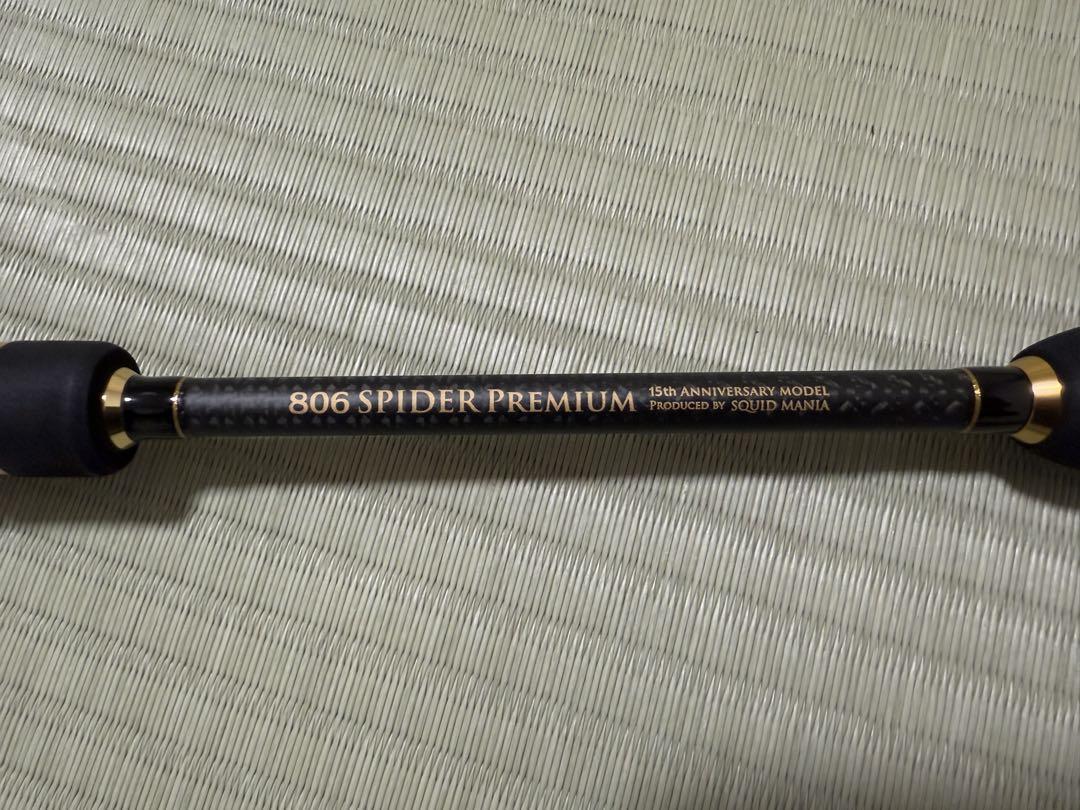 806 SPIDER PREMIUM
15th ANNIVERSARY MODEL
PRODUCED BY SQUID MANIA